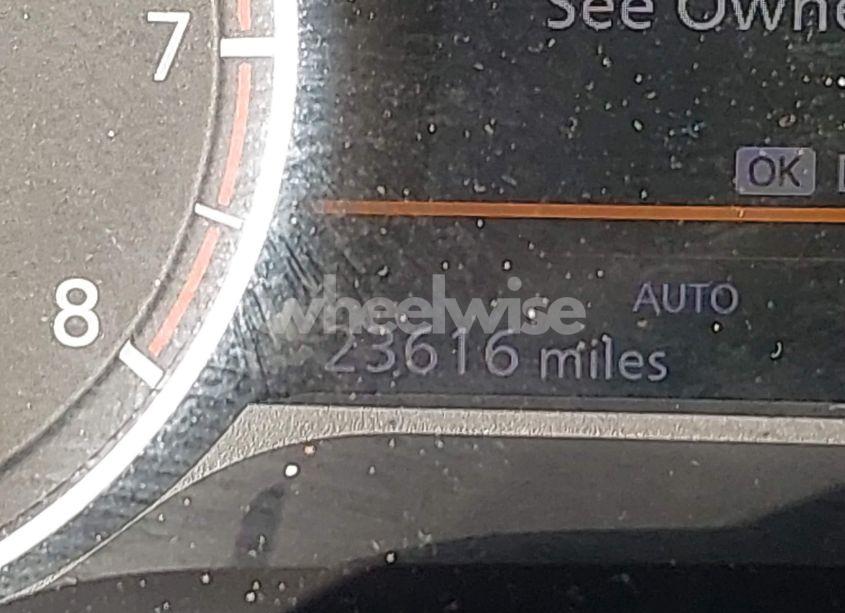 7
See Owne
OK
8
AUTO
wheelwise
23616 miles